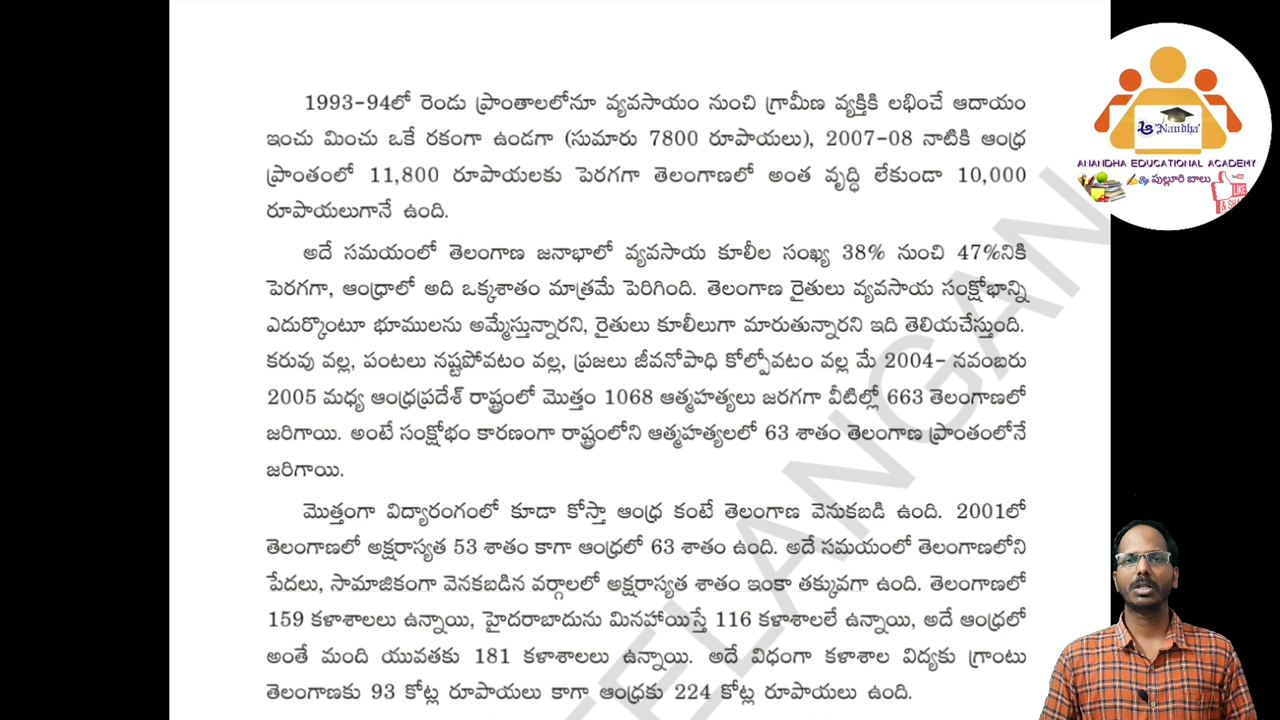 1993-94లో రెండు ప్రాంతాలలోనూ వ్యవసాయం నుంచి గ్రామీణ వ్యక్తికి లభించే ఆదాయం
ఇంచు మించు ఒకే రకంగా ఉండగా (సుమారు 7800 రూపాయలు), 2007-08 నాటికి ఆంధ్ర
ప్రాంతంలో 11,800 రూపాయలకు పెరగగా తెలంగాణలో అంత వృద్ధి లేకుండా 10,000
రూపాయలుగానే ఉంది.
అదే సమయంలో తెలంగాణ జనాభాలో వ్యవసాయ కూలీల సంఖ్య 38% నుంచి 47%నికి
పెరగగా, ఆంధ్రాలో అది ఒక్కశాతం మాత్రమే పెరిగింది. తెలంగాణ రైతులు వ్యవసాయ సంక్షోభాన్ని
ఎదుర్కొంటూ భూములను అమ్మేస్తున్నారని, రైతులు కూలీలుగా మారుతున్నారని ఇది తెలియచేస్తుంది.
కరువు వల్ల, పంటలు నష్టపోవటం వల్ల, ప్రజలు జీవనోపాధి కోల్పోవటం వల్ల మే 2004- నవంబరు
2005 మధ్య ఆంధ్రప్రదేశ్ రాష్ట్రంలో మొత్తం 1068 ఆత్మహత్యలు జరగగా వీటిల్లో 663 తెలంగాణలో
జరిగాయి. అంటే సంక్షోభం కారణంగా రాష్ట్రంలోని ఆత్మహత్యలలో 63 శాతం తెలంగాణ ప్రాంతంలోనే
జరిగాయి.
మొత్తంగా విద్యారంగంలో కూడా కోస్తా ఆంధ్ర కంటే తెలంగాణ వెనుకబడి ఉంది. 2001లో
తెలంగాణలో అక్షరాస్యత 53 శాతం కాగా ఆంధ్రలో 63 శాతం ఉంది. అదే సమయంలో తెలంగాణలోని
పేదలు, సామాజికంగా వెనకబడిన వర్గాలలో అక్షరాస్యత శాతం ఇంకా తక్కువగా ఉంది. తెలంగాణలో
159 కళాశాలలు ఉన్నాయి, హైదరాబాదును మినహాయిస్తే 116 కళాశాలలే ఉన్నాయి, అదే ఆంధ్రలో
అంతే మంది యువతకు 181 కళాశాలలు ఉన్నాయి. అదే విధంగా కళాశాల విద్యకు గ్రాంటు
తెలంగాణకు 93 కోట్ల రూపాయలు కాగా ఆంధ్రకు 224 కోట్ల రూపాయలు ఉంది.
TELANGAN
'Nandha'
ANANDHA EDUCATIONAL ACADEMY
By పుల్లూరి బాలు
LIKE